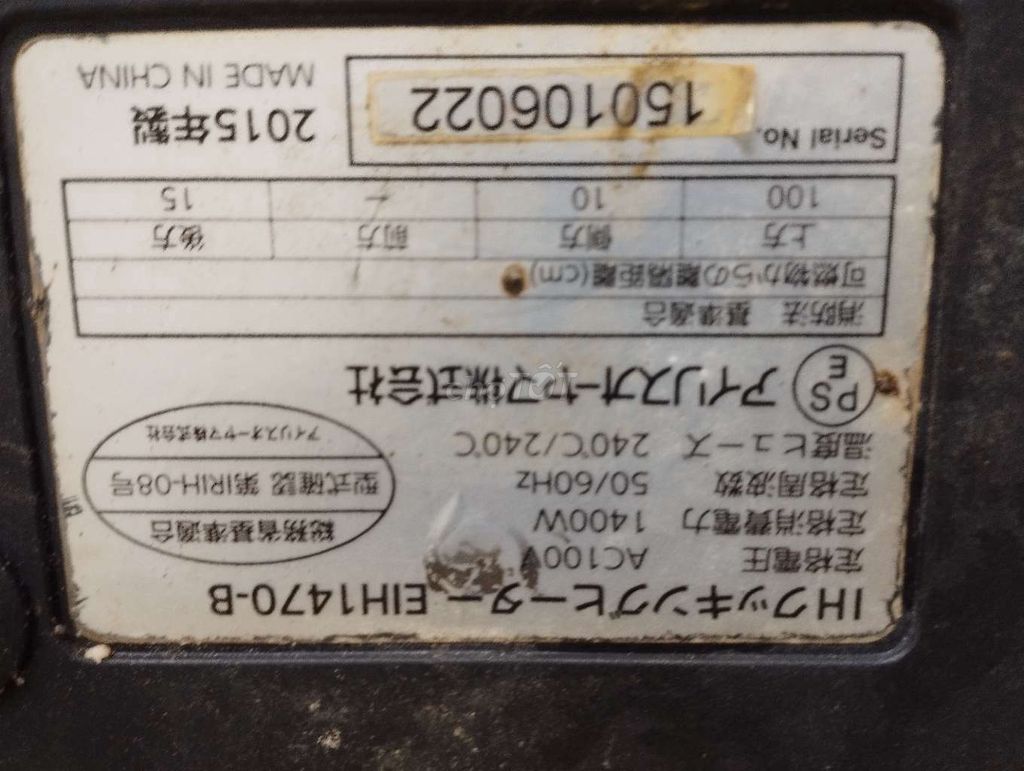 IHクッキングヒーター EIH1470-B
定格電圧 AC100V
定格消費電力 1400W
定格周波数 50/60Hz
温度ヒューズ 240℃/240℃
総務省基準適合
型式確認 第IRIH-08号
アイリスオーヤマ株式会社
PS
E
アイリスオーヤマ株式会社
消防法 基準適合
可燃物からの離隔距離(cm)
上方 側方 前方 後方
100 10 - 15
Serial No. 150106022
2015年製
MADE IN CHINA